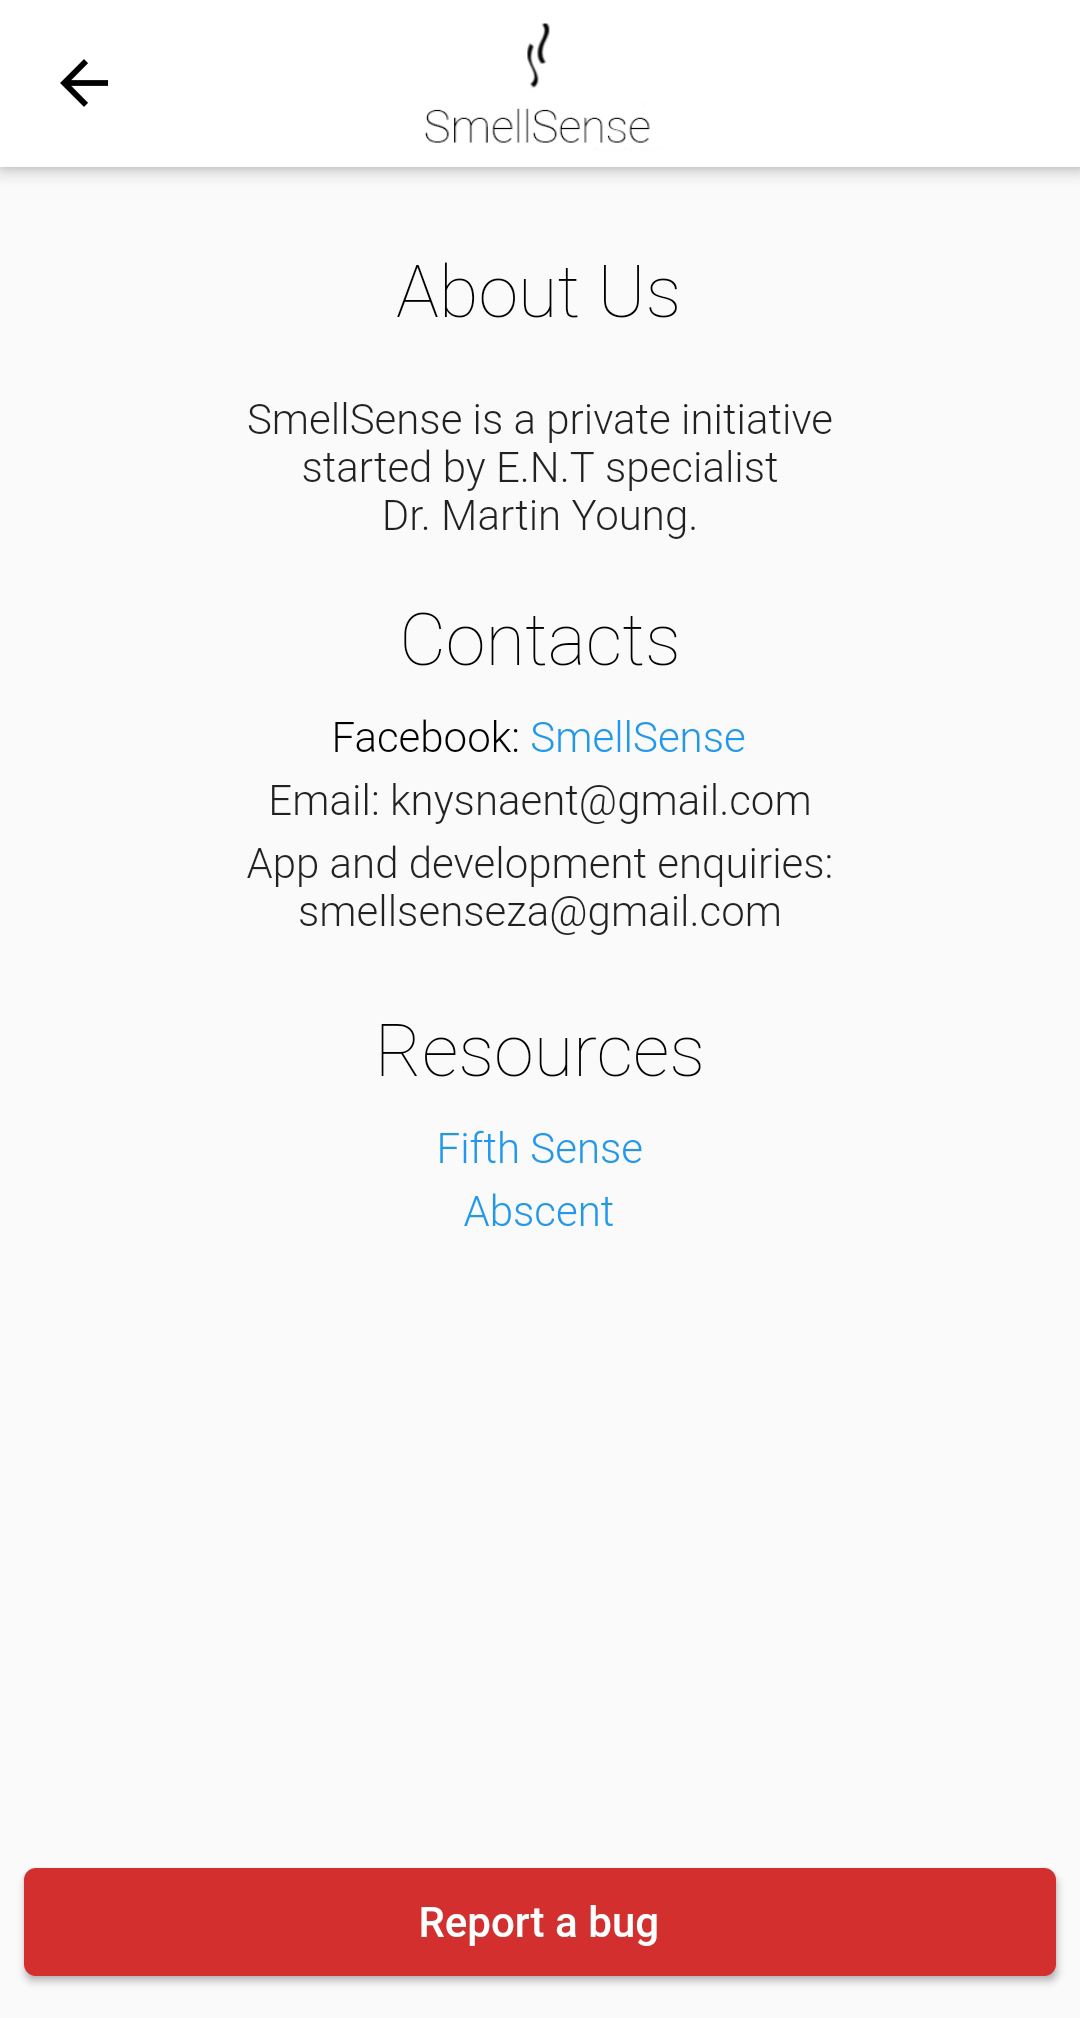 SmellSense
About Us
SmellSense is a private initiative
started by E.N.T specialist
Dr. Martin Young.
Contacts
Facebook: SmellSense
Email: knysnaent@gmail.com
App and development enquiries:
smellsenseza@gmail.com
Resources
Fifth Sense
Abscent
Report a bug